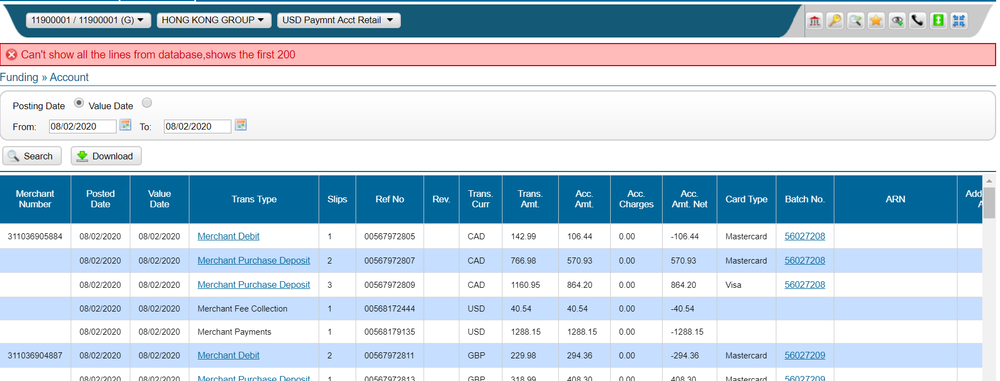 11900001 / 11900001 (G) HONG KONG GROUP USD Paymnt Acct Retail
Can't show all the lines from database,shows the first 200
Funding » Account
Posting Date Value Date
From: 08/02/2020 To: 08/02/2020
Search Download
Merchant Number Posted Date Value Date Trans Type Slips Ref No Rev. Trans. Curr Trans. Amt. Acc. Amt. Acc. Charges Acc. Amt. Net Card Type Batch No. ARN Add A
311036905884 08/02/2020 08/02/2020 Merchant Debit 1 00567972805 CAD 142.99 106.44 0.00 -106.44 Mastercard 56027208
08/02/2020 08/02/2020 Merchant Purchase Deposit 2 00567972807 CAD 766.98 570.93 0.00 570.93 Mastercard 56027208
08/02/2020 08/02/2020 Merchant Purchase Deposit 3 00567972809 CAD 1160.95 864.20 0.00 864.20 Visa 56027208
08/02/2020 08/02/2020 Merchant Fee Collection 1 00568172444 USD 40.54 40.54 0.00 -40.54
08/02/2020 08/02/2020 Merchant Payments 1 00568179135 USD 1288.15 1288.15 0.00 -1288.15
311036904887 08/02/2020 08/02/2020 Merchant Debit 2 00567972811 GBP 229.98 294.36 0.00 -294.36 Mastercard 56027209
08/02/2020 08/02/2020 Merchant Purchase Deposit 1 00567972813 GBP 318.99 408.30 0.00 408.30 Mastercard 56027209